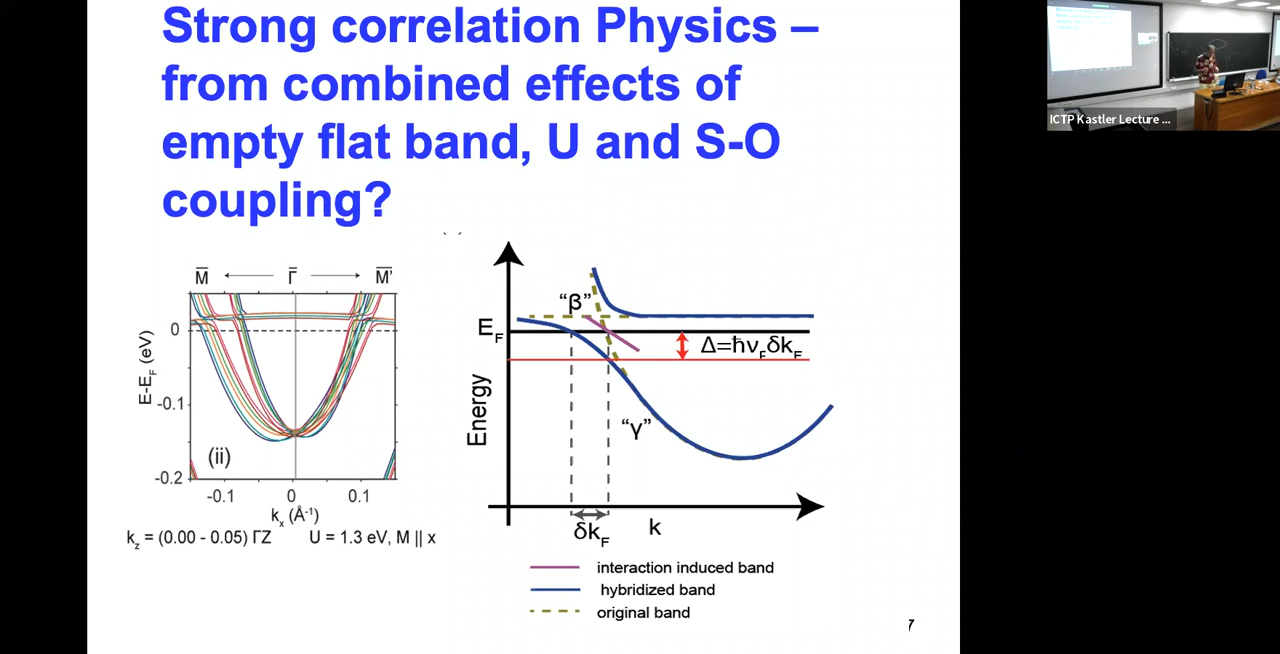 Strong correlation Physics –
from combined effects of
empty flat band, U and S-O
coupling?
M̅ Γ̅ M̅'
0
-0.1
-0.2
E-E_F (eV)
(ii)
-0.1 0 0.1
k_x (Å⁻¹)
k_z = (0.00 - 0.05) ΓZ U = 1.3 eV, M || x
"β"
E_F
Δ=ħν_Fδk_F
Energy
"γ"
δk_F
k
interaction induced band
hybridized band
original band
7
ICTP Kastler Lecture ...